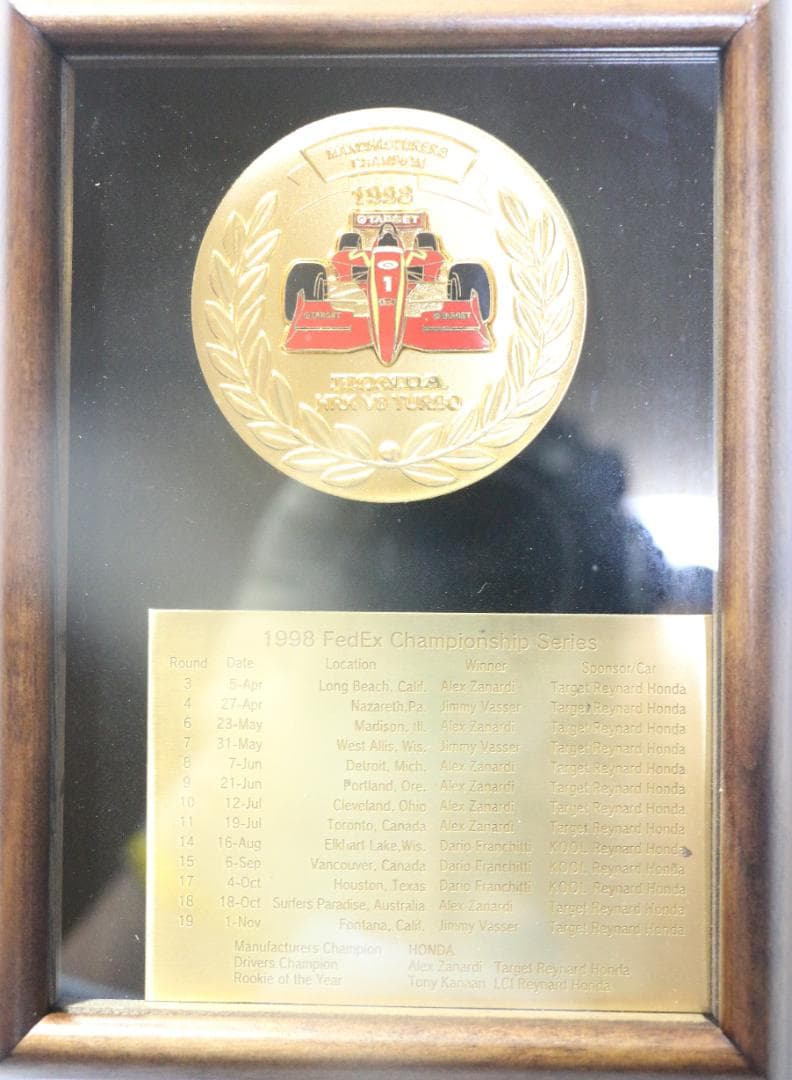 MANUFACTURERS
CHAMPION
1998
TARGET
1
TARGET
TARGET
HONDA
HRK V8 TURBO
1998 FedEx Championship Series
Round Date Location Winner Sponsor/Car
3 5-Apr Long Beach, Calif. Alex Zanardi Target Reynard Honda
4 27-Apr Nazareth,Pa. Jimmy Vasser Target Reynard Honda
6 23-May Madison, Ill. Alex Zanardi Target Reynard Honda
7 31-May West Allis, Wis. Jimmy Vasser Target Reynard Honda
8 7-Jun Detroit, Mich. Alex Zanardi Target Reynard Honda
9 21-Jun Portland, Ore. Alex Zanardi Target Reynard Honda
10 12-Jul Cleveland, Ohio Alex Zanardi Target Reynard Honda
11 19-Jul Toronto, Canada Alex Zanardi Target Reynard Honda
14 16-Aug Elkhart Lake,Wis. Dario Franchitti KOOL Reynard Honda
15 6-Sep Vancouver, Canada Dario Franchitti KOOL Reynard Honda
17 4-Oct Houston, Texas Dario Franchitti KOOL Reynard Honda
18 18-Oct Surfers Paradise, Australia Alex Zanardi Target Reynard Honda
19 1-Nov Fontana, Calif. Jimmy Vasser Target Reynard Honda
Manufacturers Champion HONDA
Drivers Champion Alex Zanardi Target Reynard Honda
Rookie of the Year Tony Kanaan LCI Reynard Honda